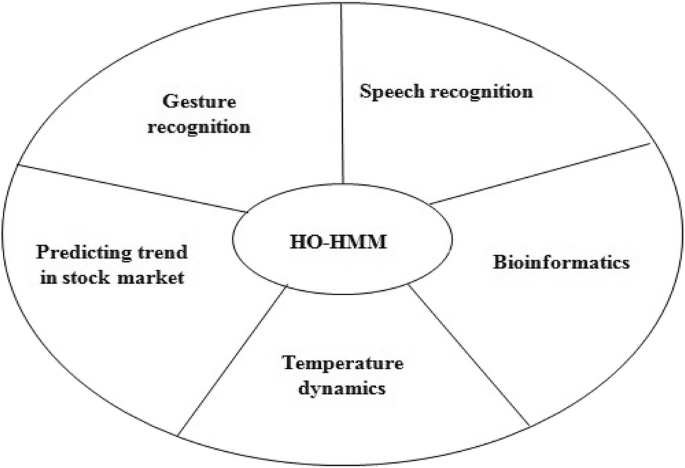 Gesture
recognition
Speech recognition
HO-HMM
Predicting trend
in stock market
Bioinformatics
Temperature
dynamics